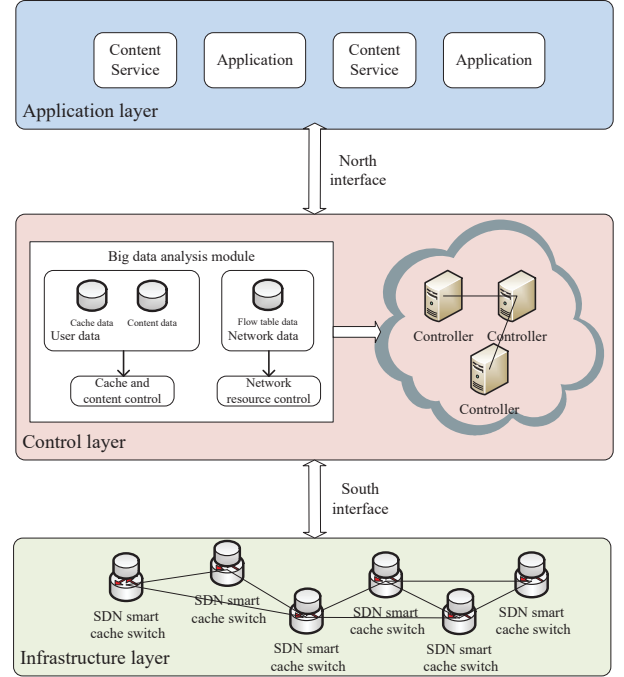 Content
Service
Application
Content
Service
Application
Application layer
North
interface
Big data analysis module
Cache data
Content data
User data
Flow table data
Network data
Cache and
content control
Network
resource control
Controller
Controller
Controller
Control layer
South
interface
SDN smart
cache switch
SDN smart
cache switch
SDN smart
cache switch
SDN smart
cache switch
SDN smart
cache switch
SDN smart
cache switch
Infrastructure layer